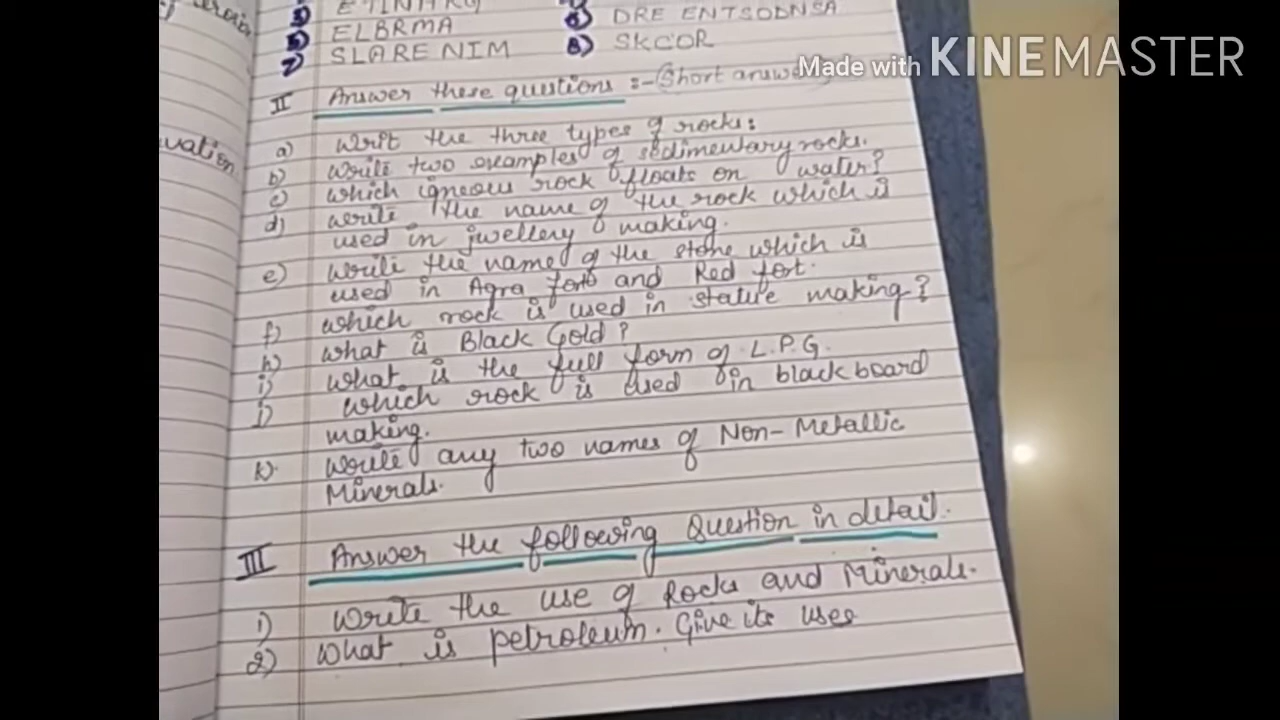 ELBRMA
SLARE NIM
DRE ENTSODNSA
8) SKCOR
Made with KINEMASTER
II Answer these questions :- (Short answer
a) writ the three types of rocks:
b) write two examples of sedimentary rocks.
c) which igneous rock floats on water?
d) write the name of the rock which is
used in jwellery making.
e) write the name of the stone which is
used in Agra fort and Red fort.
f) which rock is used in statue making?
h) what is Black Gold?
i) what is the full form of L.P.G.
j) which rock is used in black board
making.
k) write any two names of Non-Metallic
Minerals.
III Answer the following Question in detail.
1) Write the use of Rocks and Minerals.
2) What is petroleum. Give its uses
vation